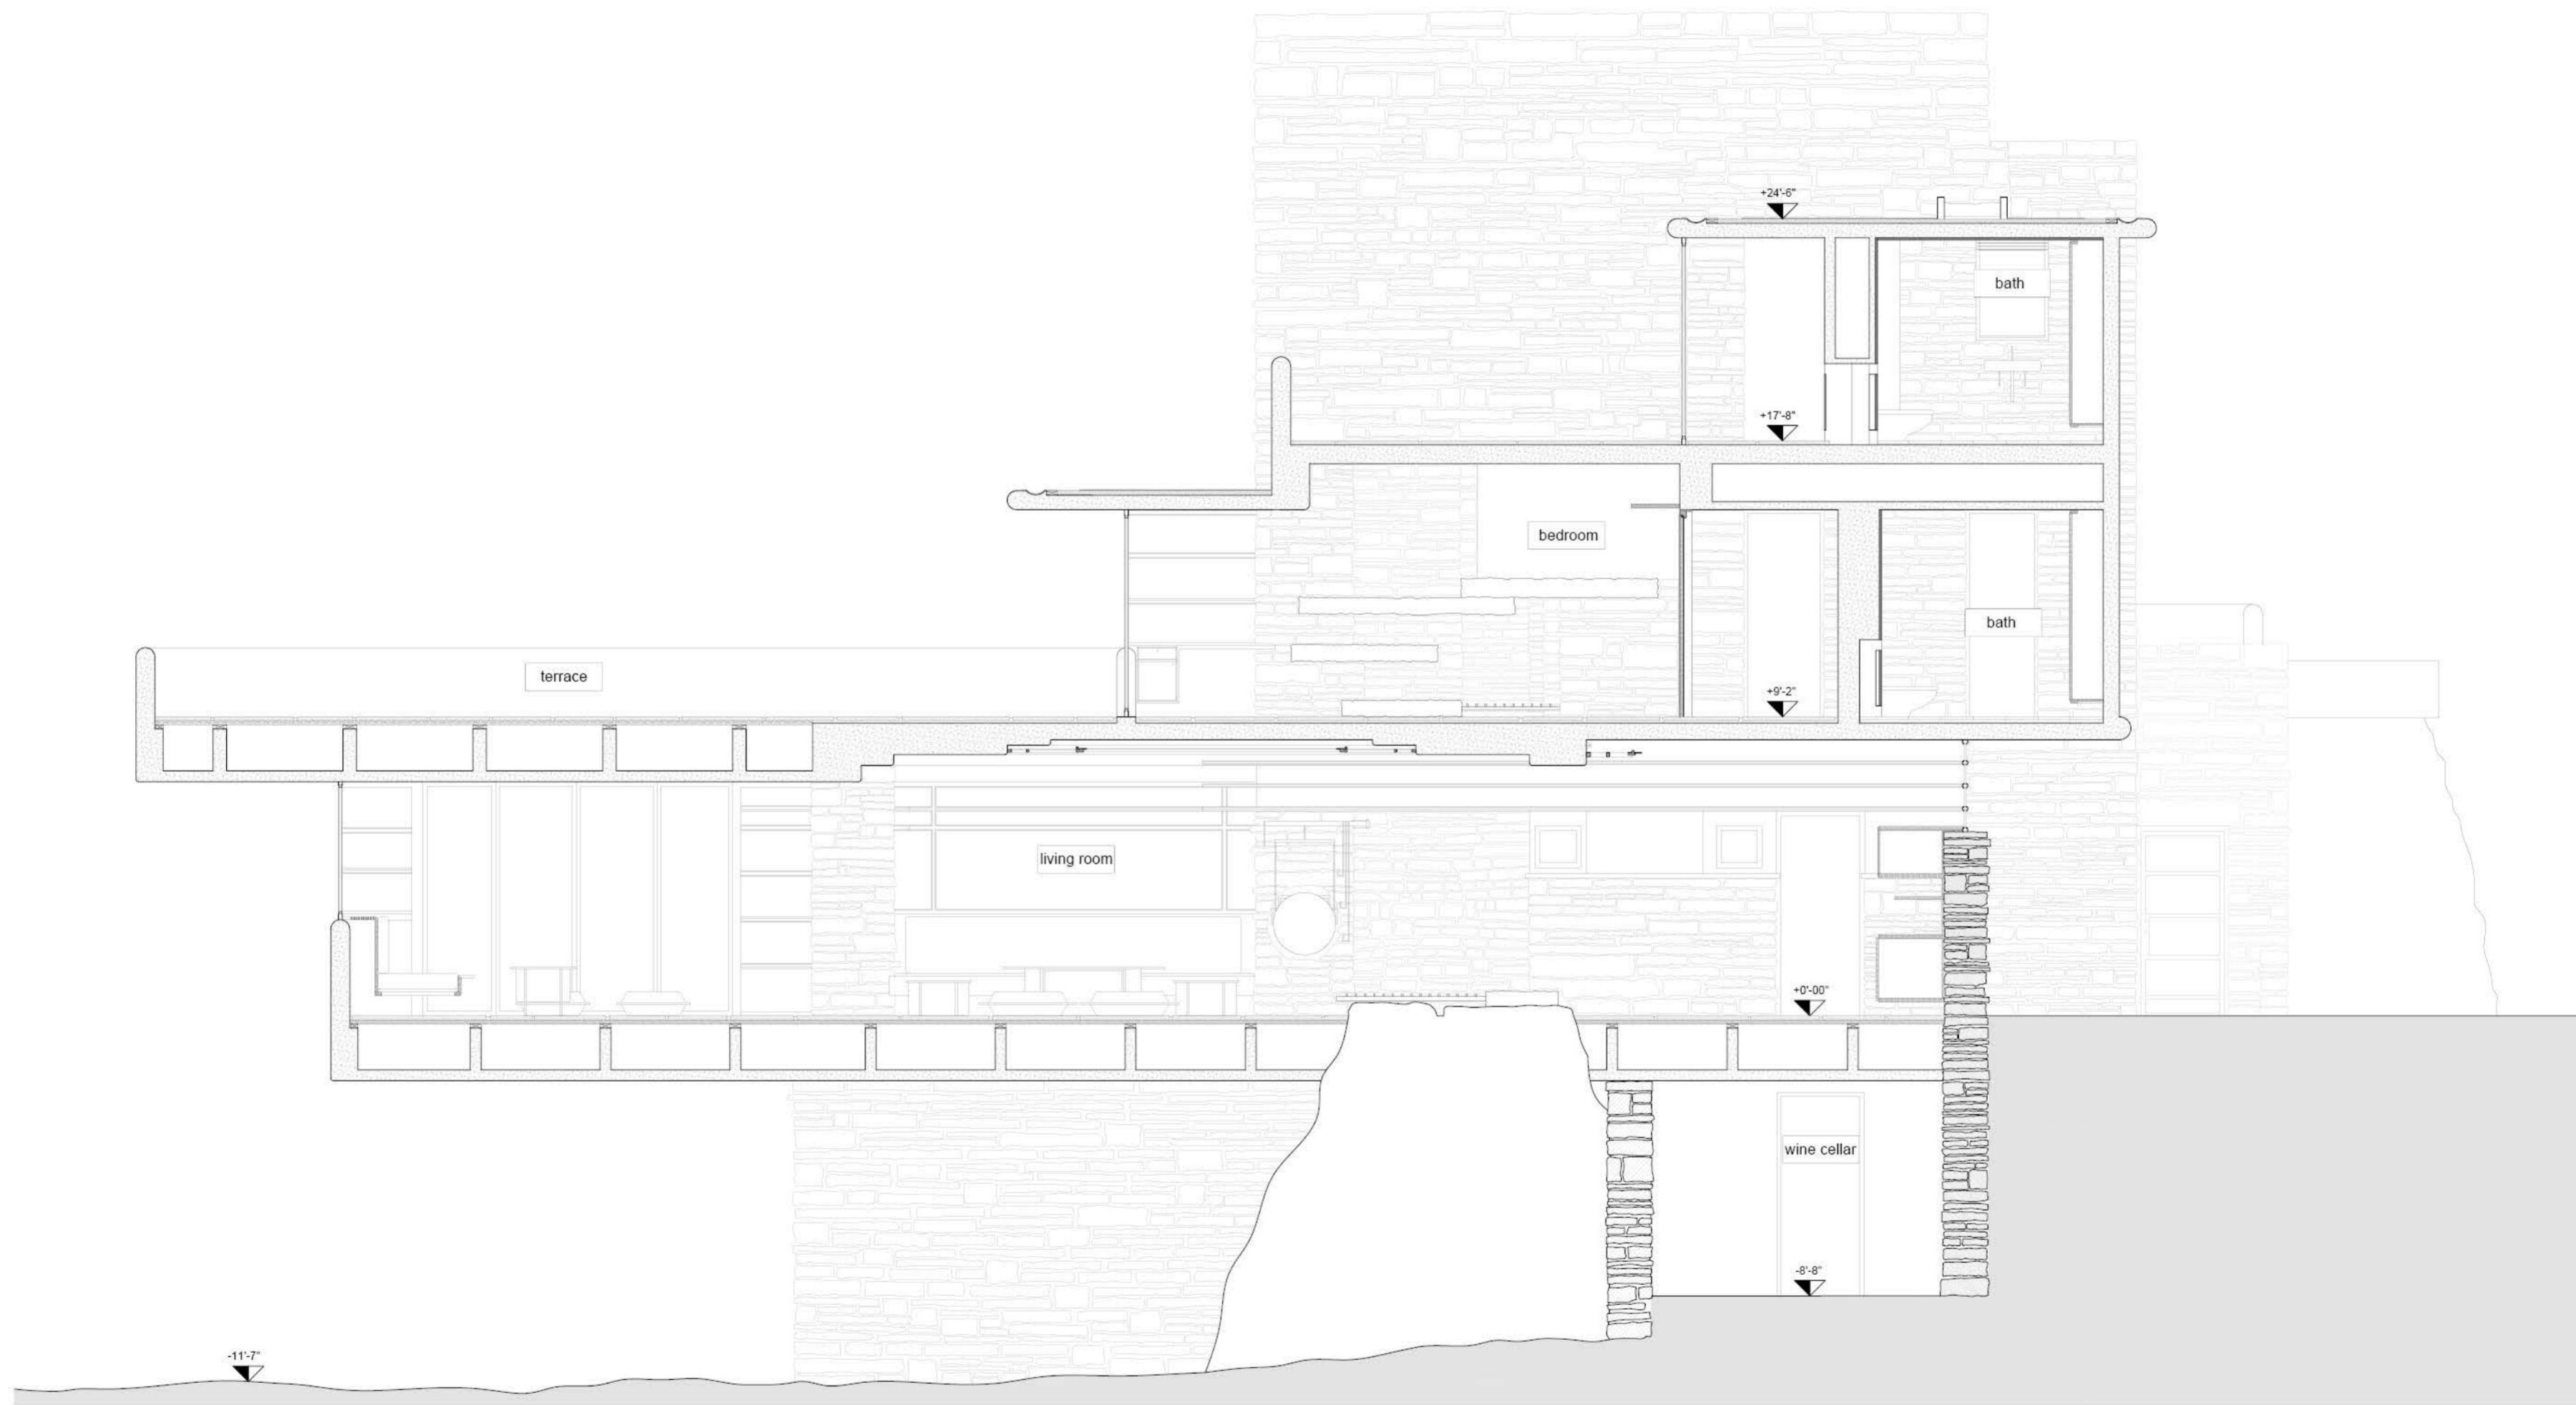 +24'-6"
bath
+17'-8"
bedroom
bath
terrace
+9'-2"
living room
+0'-00"
wine cellar
-8'-8"
-11'-7"